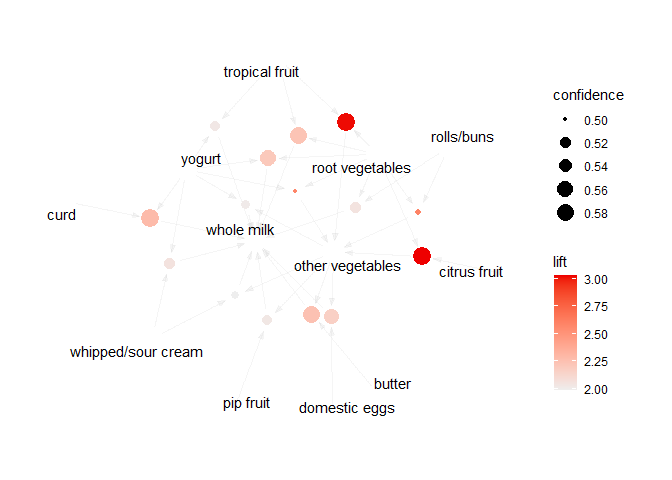 tropical fruit
confidence
0.50
rolls/buns
0.52
yogurt
root vegetables
0.54
0.56
curd
0.58
whole milk
other vegetables
lift
citrus fruit
3.00
2.75
2.50
whipped/sour cream
2.25
butter
2.00
pip fruit
domestic eggs